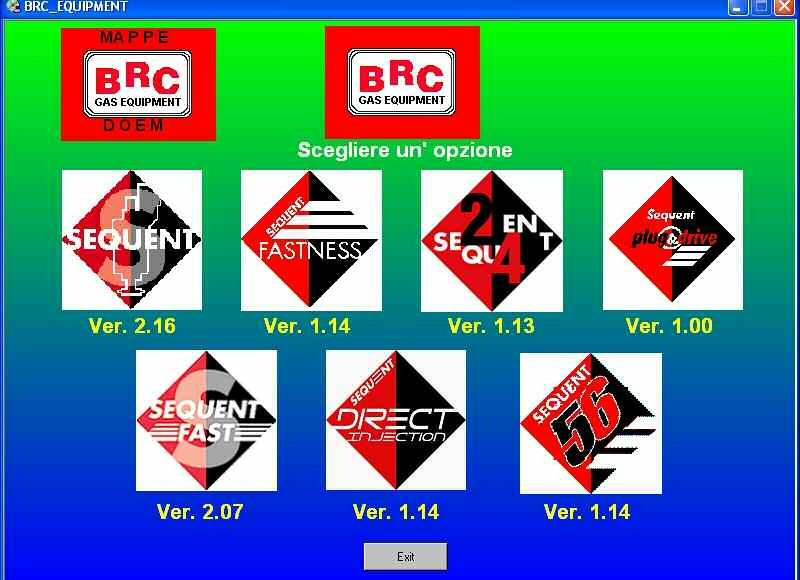 BRC_EQUIPMENT
MAPPE
BRC
GAS EQUIPMENT
DOEM
BRC
GAS EQUIPMENT
Scegliere un' opzione
S
SEQUENT
Ver. 2.16
SEQUENT
FASTNESS
Ver. 1.14
SEQUENT
24
Ver. 1.13
Sequent
plug&drive
Ver. 1.00
S
SEQUENT
FAST
Ver. 2.07
SEQUENT
DIRECT
INJECTION
Ver. 1.14
SEQUENT
56
Ver. 1.14
Exit